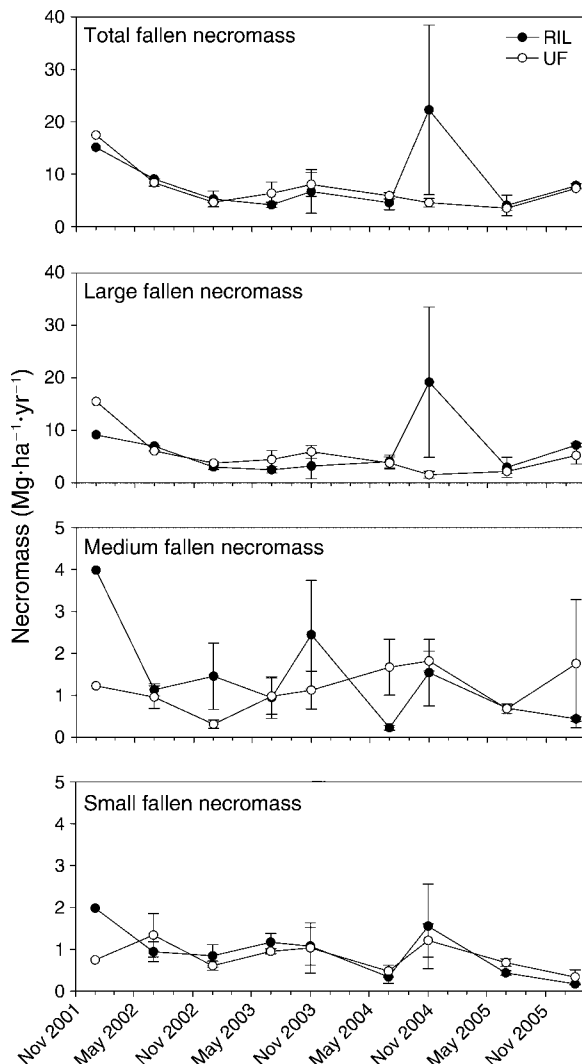 40
Total fallen necromass
RIL
UF
30
20
10
0
40
Large fallen necromass
30
20
10
0
Necromass (Mg·ha⁻¹·yr⁻¹)
5
Medium fallen necromass
4
3
2
1
0
5
Small fallen necromass
4
3
2
1
0
Nov 2001
May 2002
Nov 2002
May 2003
Nov 2003
May 2004
Nov 2004
May 2005
Nov 2005